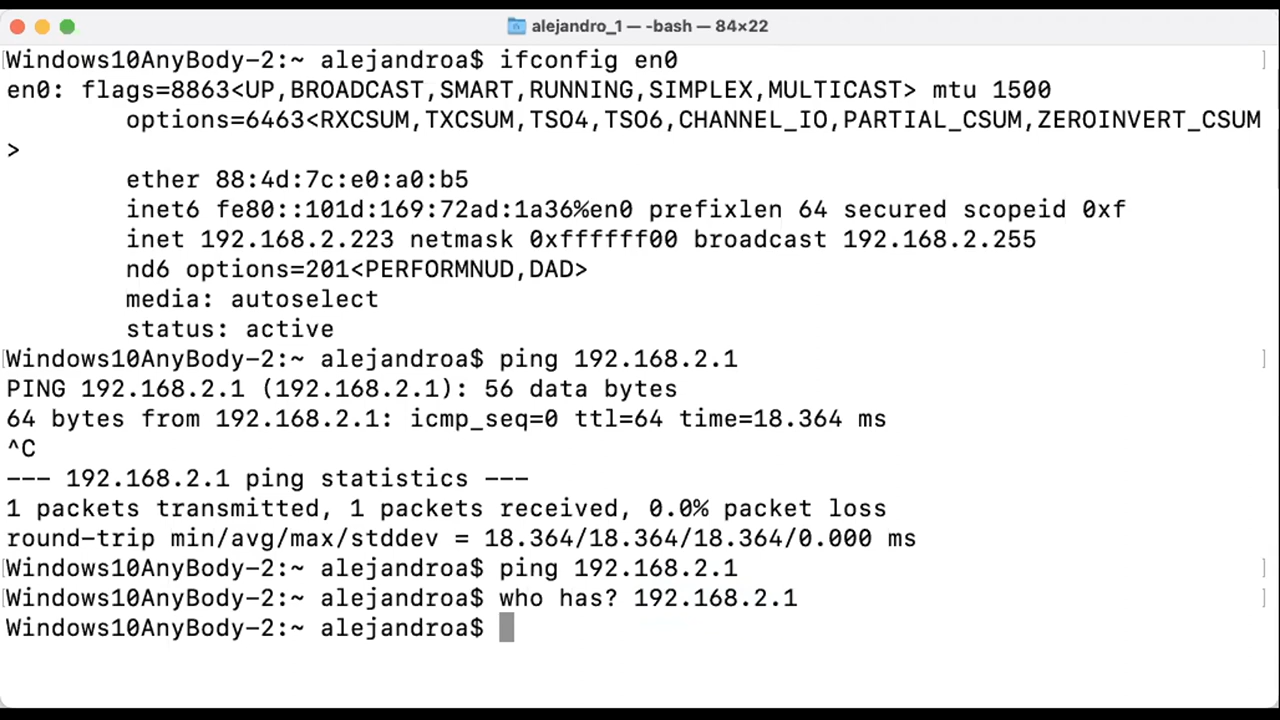 alejandro_1 — -bash — 84×22
Windows10AnyBody-2:~ alejandroa$ ifconfig en0
en0: flags=8863<UP,BROADCAST,SMART,RUNNING,SIMPLEX,MULTICAST> mtu 1500
options=6463<RXCSUM,TXCSUM,TSO4,TSO6,CHANNEL_IO,PARTIAL_CSUM,ZEROINVERT_CSUM
>
ether 88:4d:7c:e0:a0:b5
inet6 fe80::101d:169:72ad:1a36%en0 prefixlen 64 secured scopeid 0xf
inet 192.168.2.223 netmask 0xffffff00 broadcast 192.168.2.255
nd6 options=201<PERFORMNUD,DAD>
media: autoselect
status: active
Windows10AnyBody-2:~ alejandroa$ ping 192.168.2.1
PING 192.168.2.1 (192.168.2.1): 56 data bytes
64 bytes from 192.168.2.1: icmp_seq=0 ttl=64 time=18.364 ms
^C
--- 192.168.2.1 ping statistics ---
1 packets transmitted, 1 packets received, 0.0% packet loss
round-trip min/avg/max/stddev = 18.364/18.364/18.364/0.000 ms
Windows10AnyBody-2:~ alejandroa$ ping 192.168.2.1
Windows10AnyBody-2:~ alejandroa$ who has? 192.168.2.1
Windows10AnyBody-2:~ alejandroa$